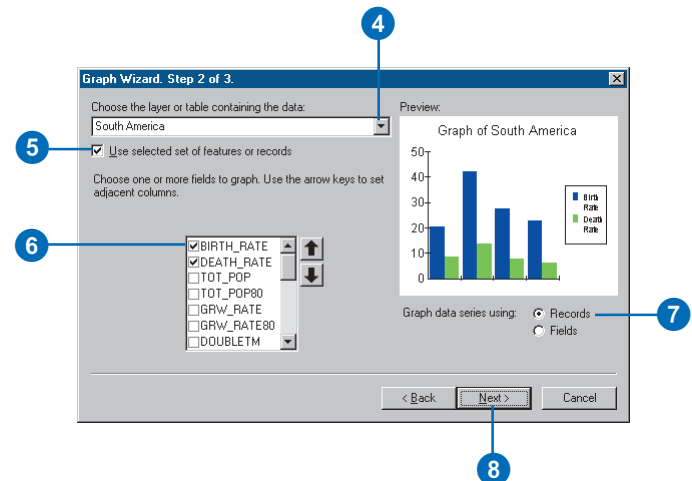 4
Graph Wizard. Step 2 of 3.
Choose the layer or table containing the data:
South America
5
Use selected set of features or records
Choose one or more fields to graph. Use the arrow keys to set
adjacent columns.
6
BIRTH_RATE
DEATH_RATE
TOT_POP
TOT_POP80
GRW_RATE
GRW_RATE80
DOUBLETM
Preview:
Graph of South America
50
40
30
20
10
0
Birth
Rate
Death
Rate
Graph data series using:
Records
Fields
7
< Back
Next >
Cancel
8